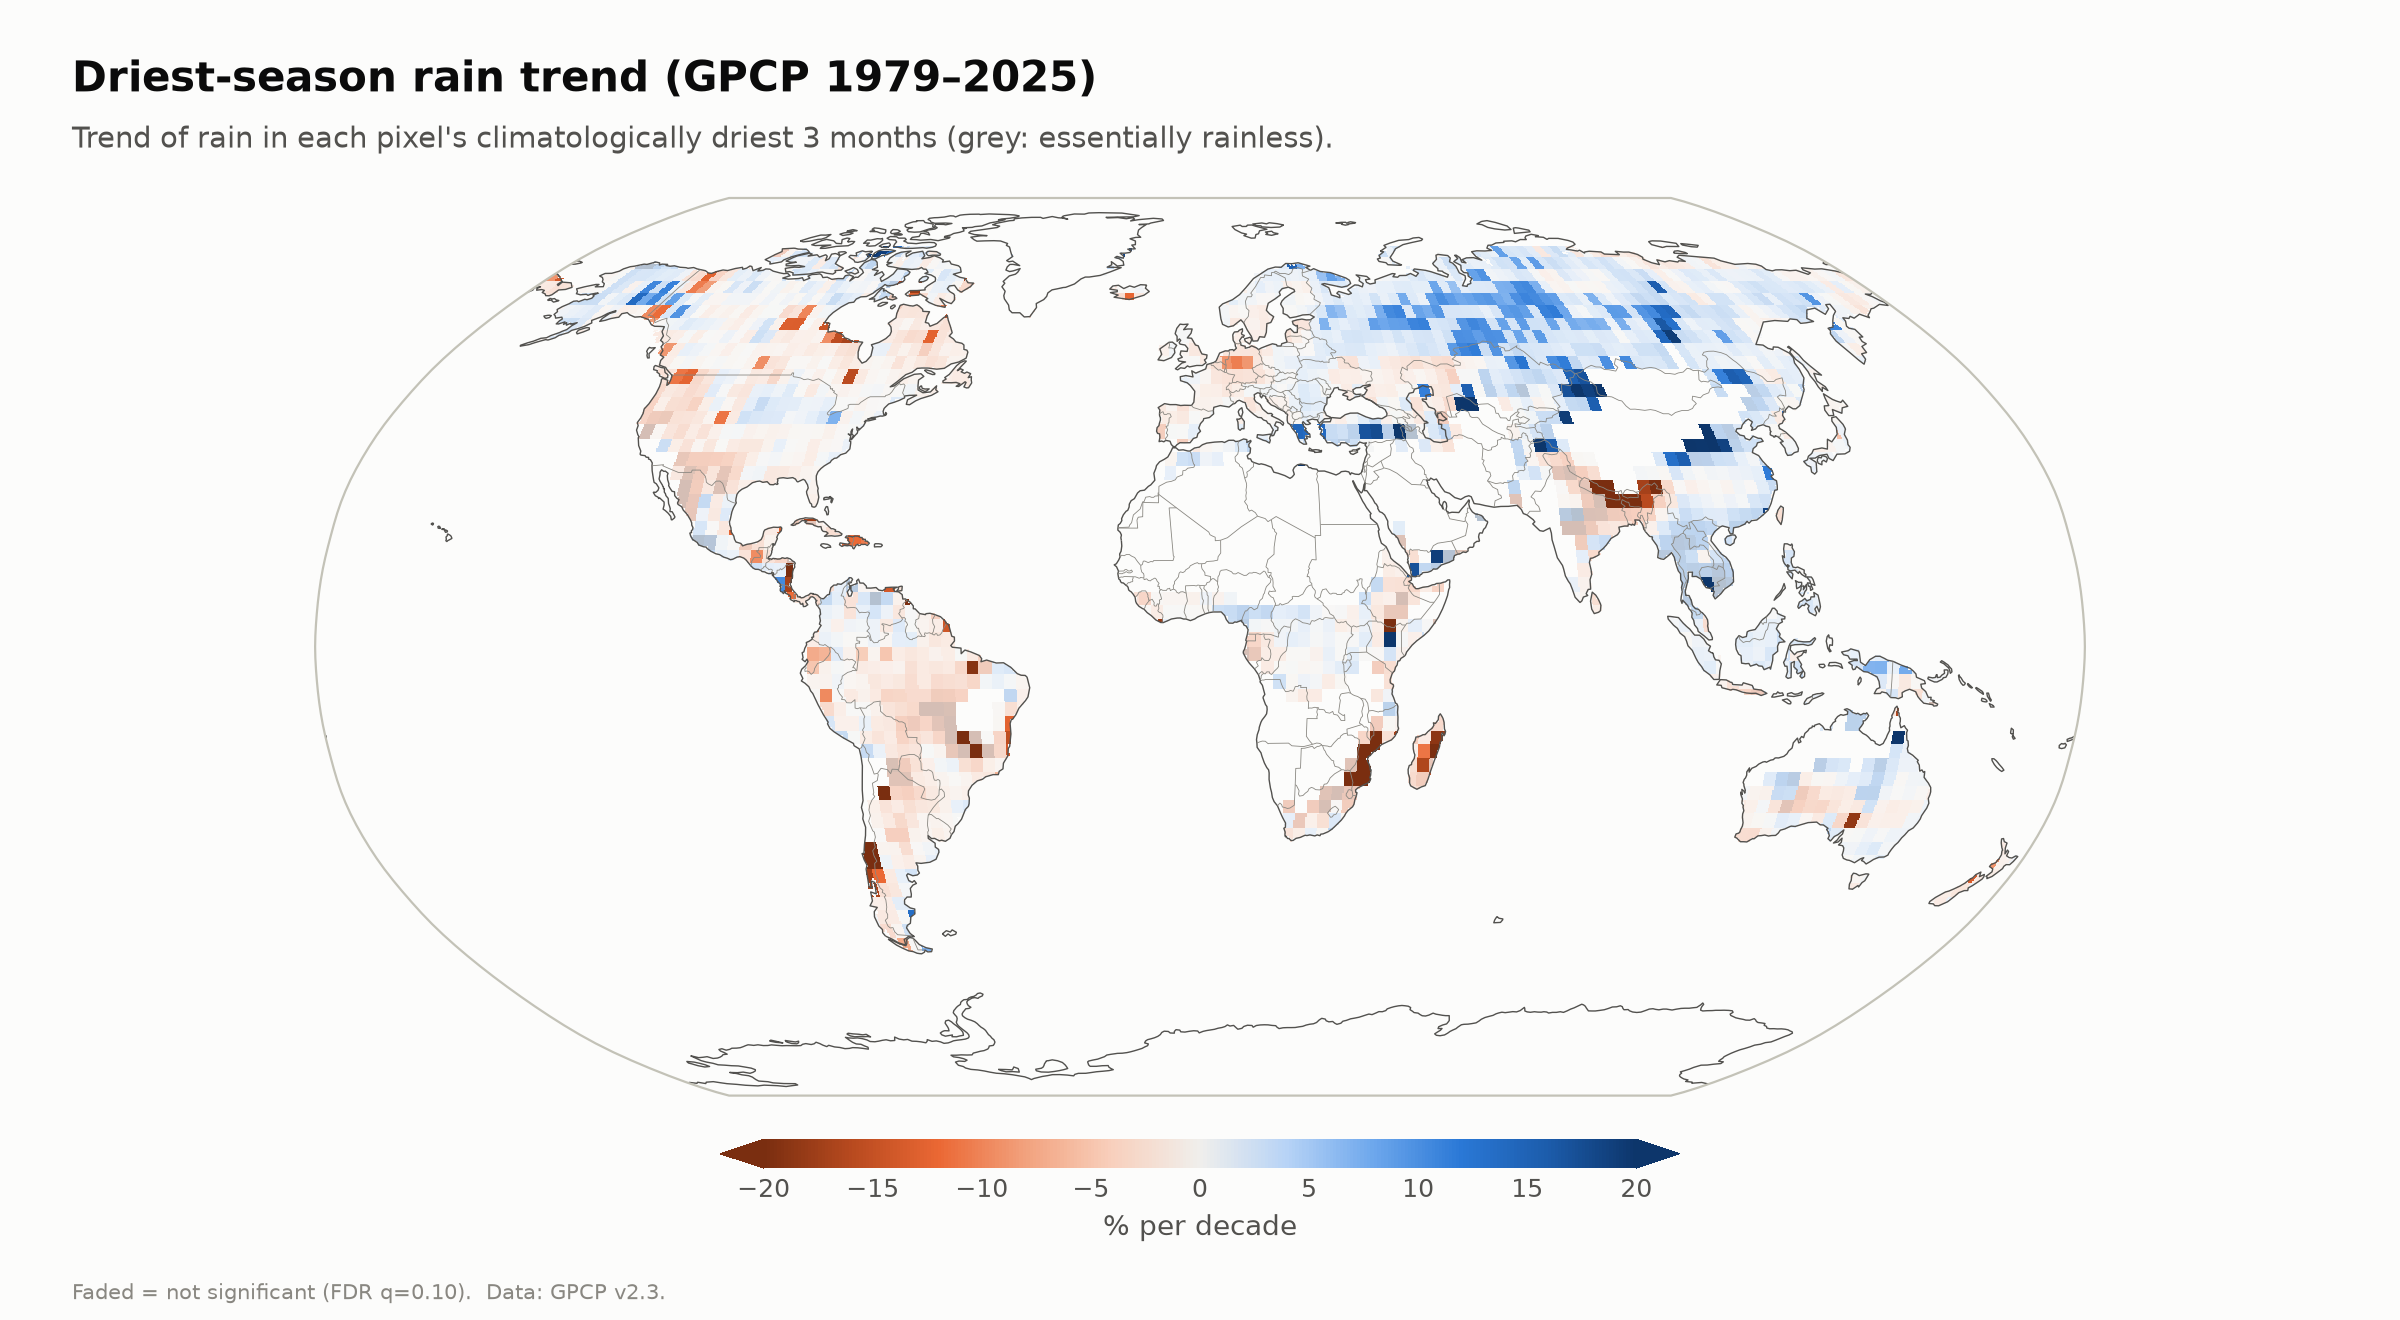 Driest-season rain trend (GPCP 1979–2025)
Trend of rain in each pixel's climatologically driest 3 months (grey: essentially rainless).
−20 −15 −10 −5 0 5 10 15 20
% per decade
Faded = not significant (FDR q=0.10).  Data: GPCP v2.3.